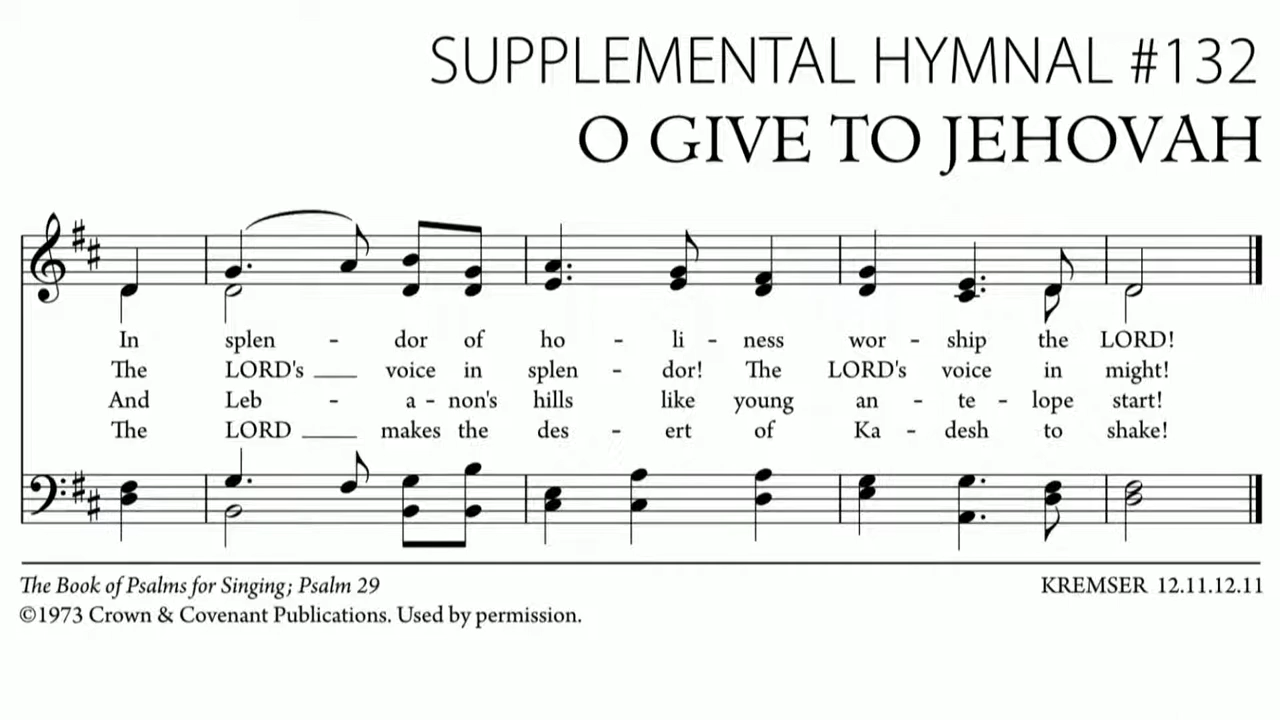 SUPPLEMENTAL HYMNAL #132
O GIVE TO JEHOVAH
In splen - dor of ho - li - ness wor - ship the LORD!
The LORD's ___ voice in splen - dor! The LORD's voice in might!
And Leb - a - non's hills like young an - te - lope start!
The LORD ___ makes the des - ert of Ka - desh to shake!
The Book of Psalms for Singing; Psalm 29
KREMSER 12.11.12.11
©1973 Crown & Covenant Publications. Used by permission.